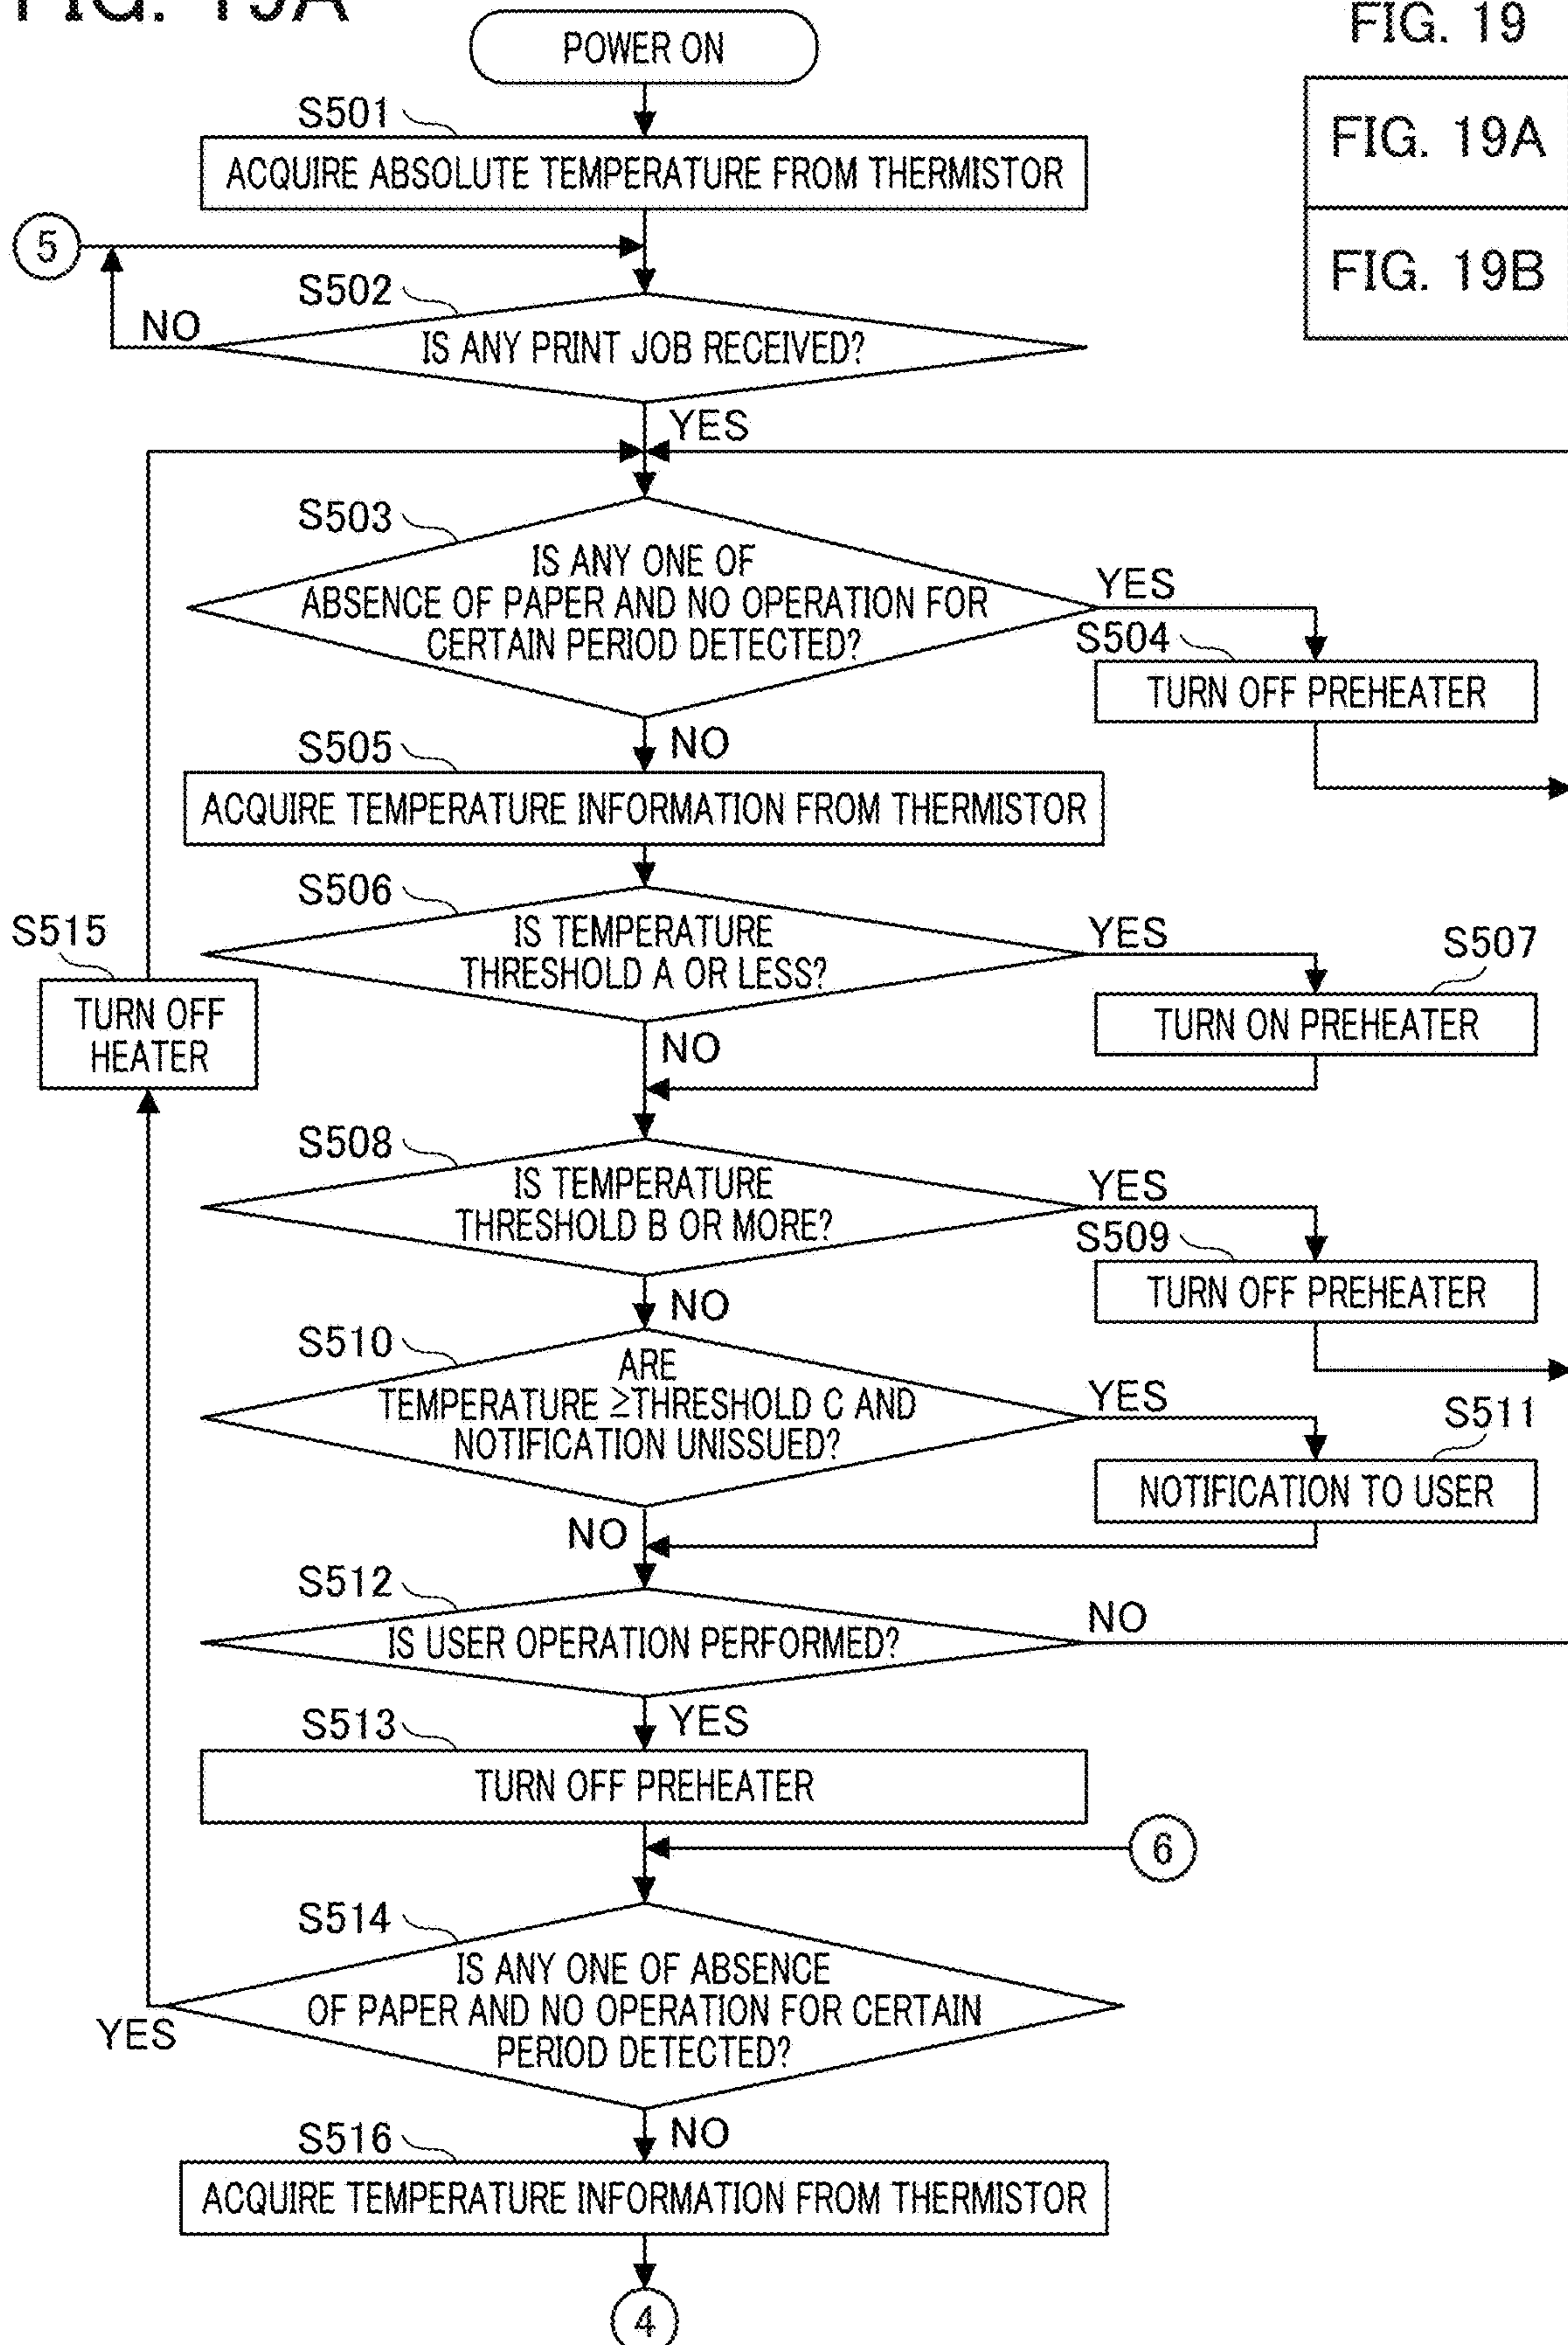 FIG. 19A
FIG. 19
FIG. 19A
FIG. 19B
POWER ON
S501
ACQUIRE ABSOLUTE TEMPERATURE FROM THERMISTOR
5
S502
NO
IS ANY PRINT JOB RECEIVED?
YES
S503
IS ANY ONE OF
ABSENCE OF PAPER AND NO OPERATION FOR
CERTAIN PERIOD DETECTED?
YES
S504
TURN OFF PREHEATER
NO
S505
ACQUIRE TEMPERATURE INFORMATION FROM THERMISTOR
S506
IS TEMPERATURE
THRESHOLD A OR LESS?
YES
S507
TURN ON PREHEATER
S515
TURN OFF
HEATER
NO
S508
IS TEMPERATURE
THRESHOLD B OR MORE?
YES
S509
TURN OFF PREHEATER
NO
S510
ARE
TEMPERATURE ≥THRESHOLD C AND
NOTIFICATION UNISSUED?
YES
S511
NOTIFICATION TO USER
NO
S512
IS USER OPERATION PERFORMED?
NO
YES
S513
TURN OFF PREHEATER
6
S514
IS ANY ONE OF ABSENCE
OF PAPER AND NO OPERATION FOR CERTAIN
PERIOD DETECTED?
YES
NO
S516
ACQUIRE TEMPERATURE INFORMATION FROM THERMISTOR
4